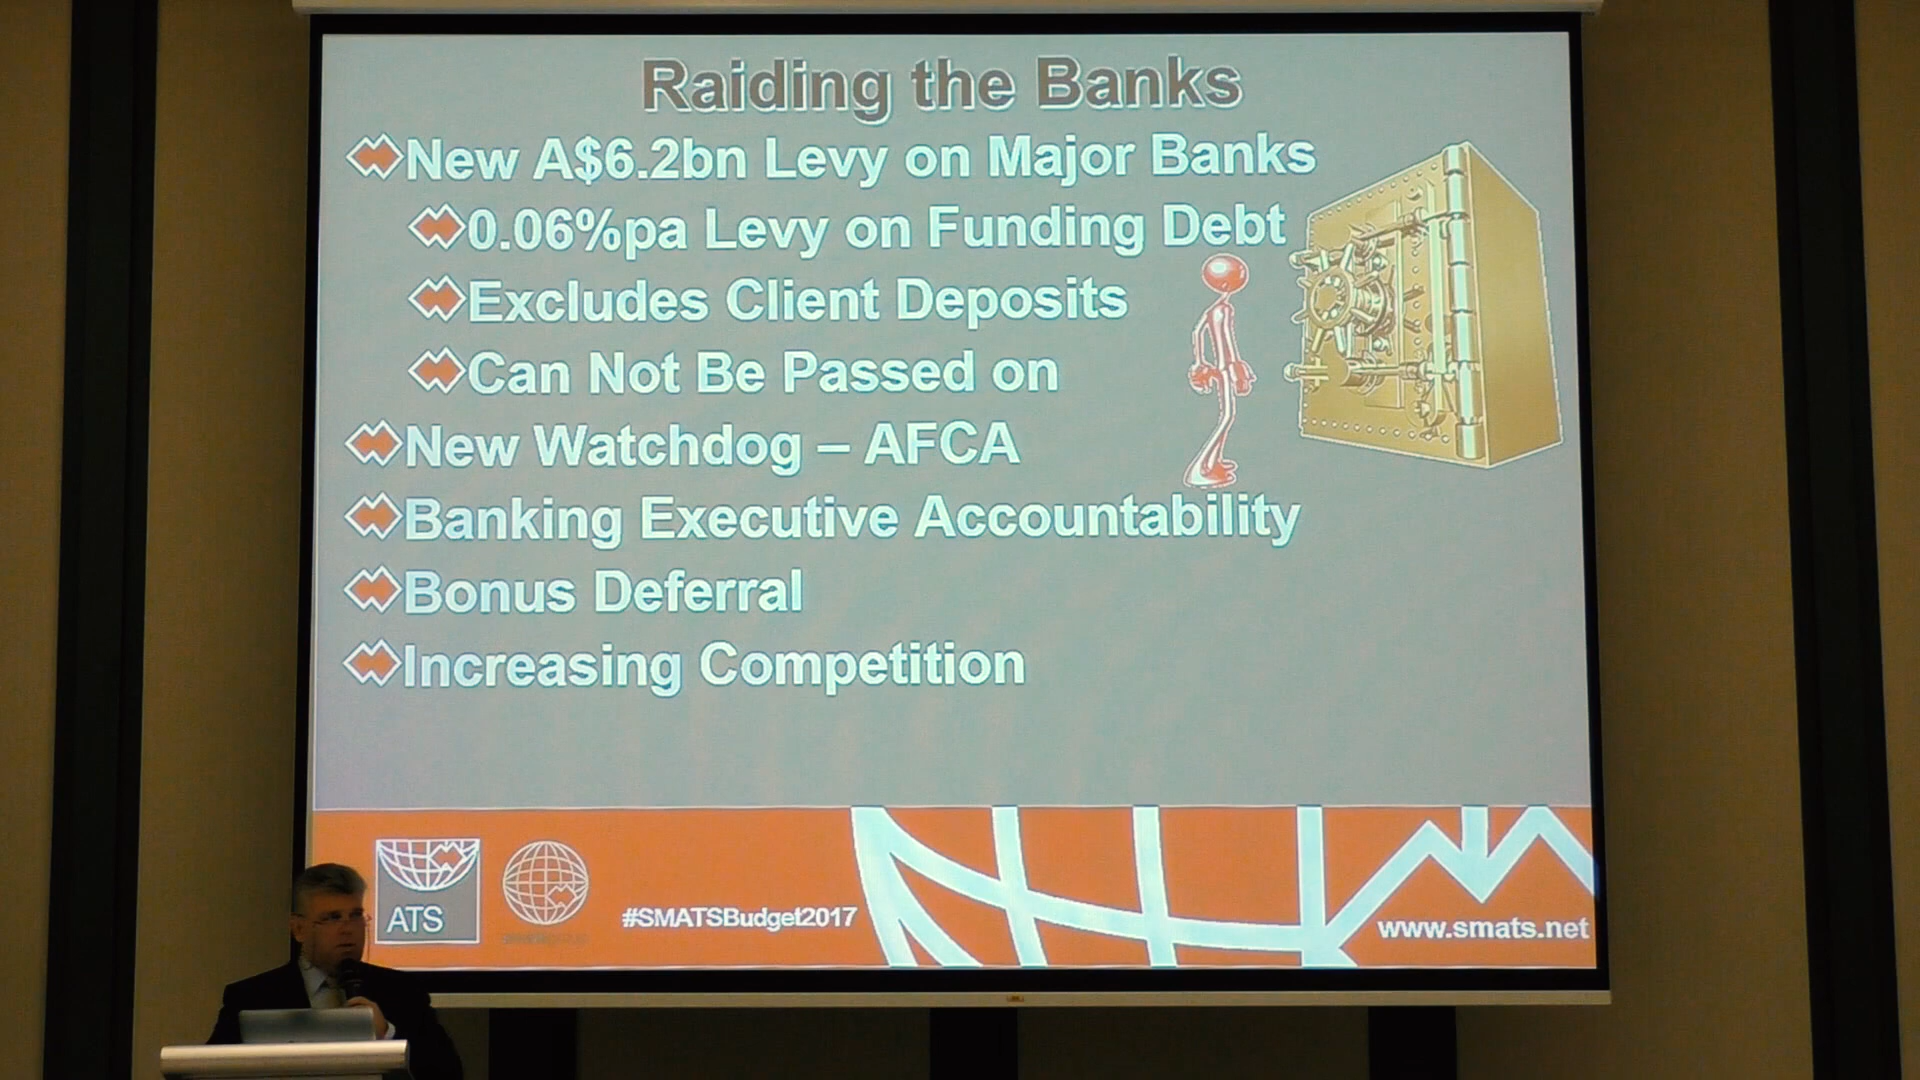 Raiding the Banks
New A$6.2bn Levy on Major Banks
0.06%pa Levy on Funding Debt
Excludes Client Deposits
Can Not Be Passed on
New Watchdog – AFCA
Banking Executive Accountability
Bonus Deferral
Increasing Competition
ATS
#SMATSBudget2017
www.smats.net